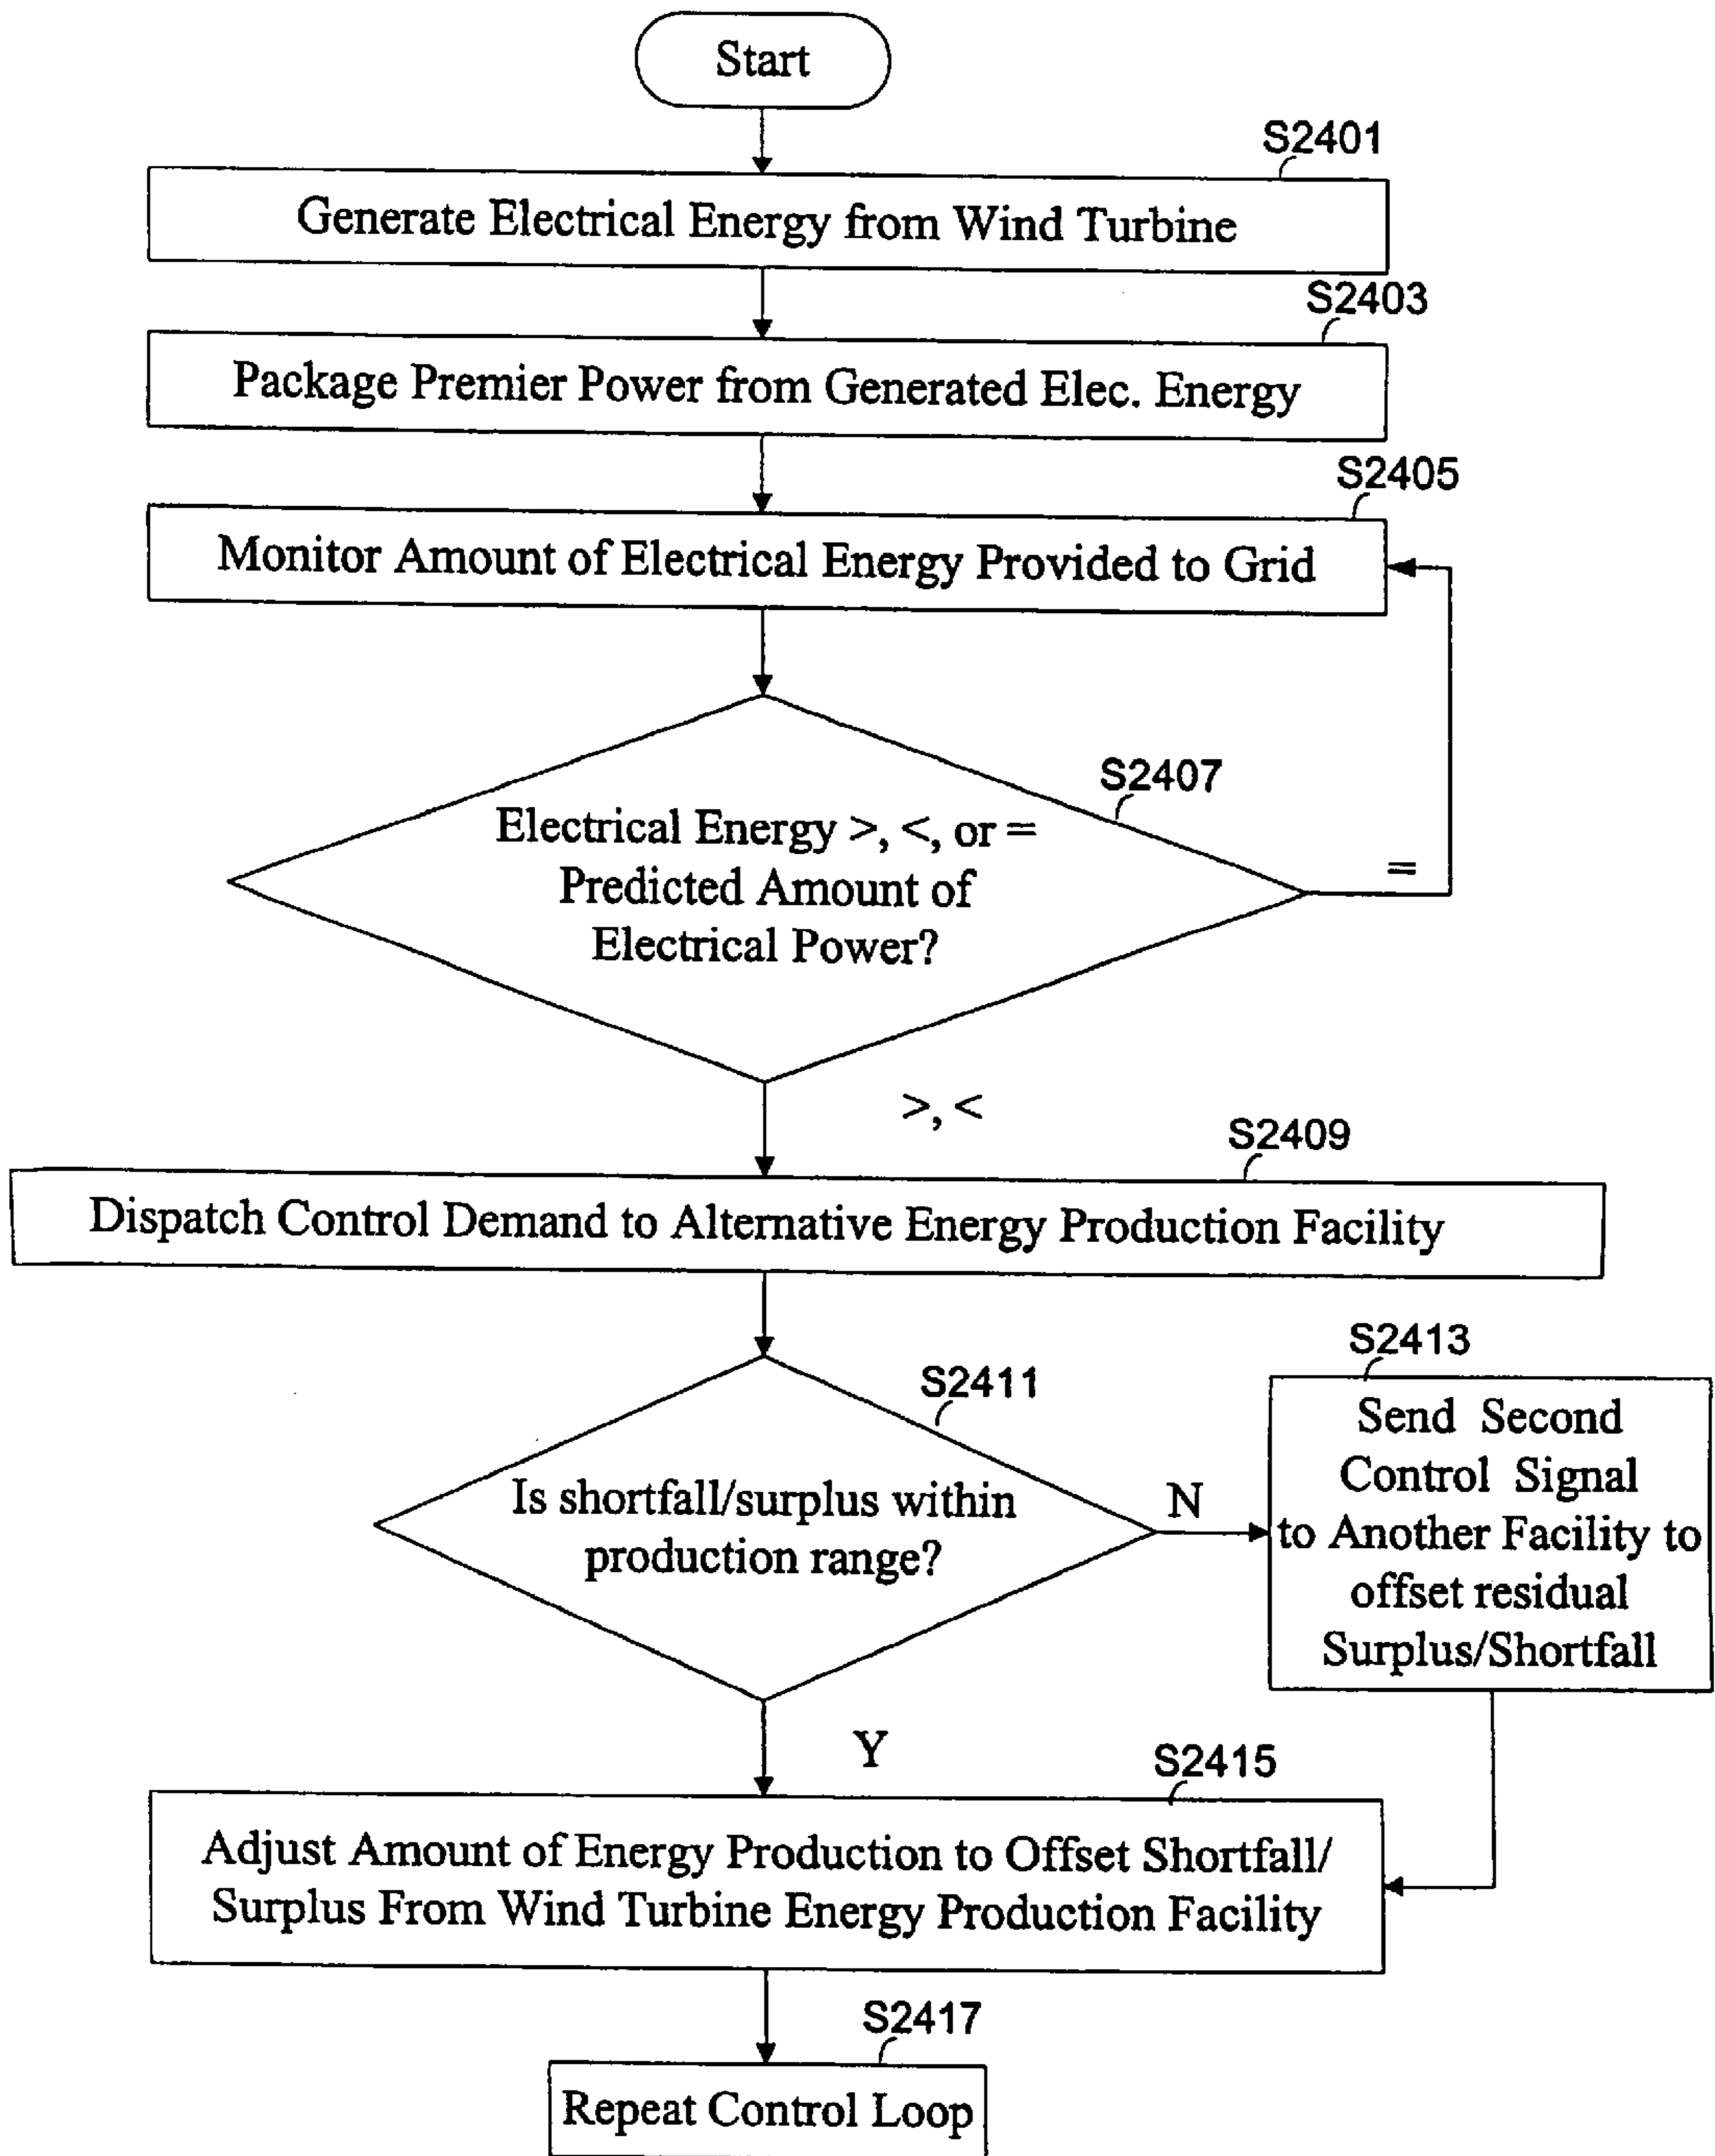 Start
S2401
Generate Electrical Energy from Wind Turbine
S2403
Package Premier Power from Generated Elec. Energy
S2405
Monitor Amount of Electrical Energy Provided to Grid
S2407
Electrical Energy >, <, or =
Predicted Amount of
Electrical Power?
=
>, <
S2409
Dispatch Control Demand to Alternative Energy Production Facility
S2411
Is shortfall/surplus within
production range?
N
S2413
Send Second
Control Signal
to Another Facility to
offset residual
Surplus/Shortfall
Y
S2415
Adjust Amount of Energy Production to Offset Shortfall/
Surplus From Wind Turbine Energy Production Facility
S2417
Repeat Control Loop